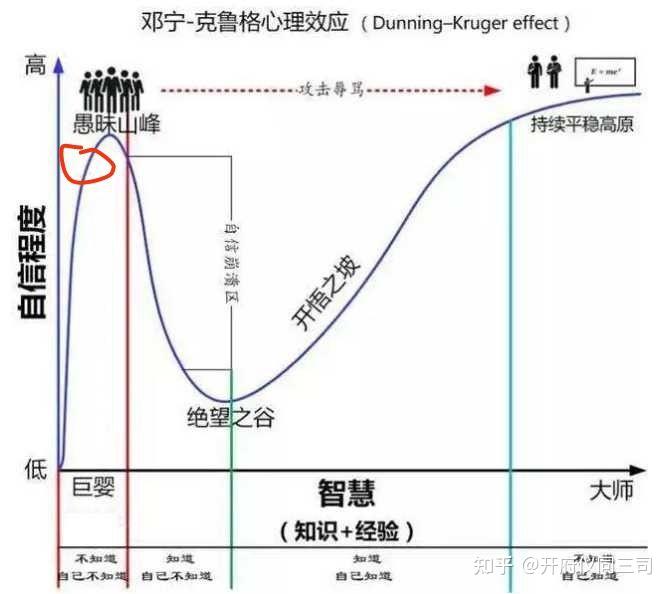 邓宁-克鲁格心理效应（Dunning–Kruger effect）
高
愚昧山峰
攻击辱骂
E = mc²
持续平稳高原
自信程度
自信崩溃区
开悟之坡
绝望之谷
低
巨婴
智慧
大师
（知识+经验）
不知道
自己不知道
知道
自己不知道
知道
自己知道
不知道
自己知道
知乎 @开府仪同三司